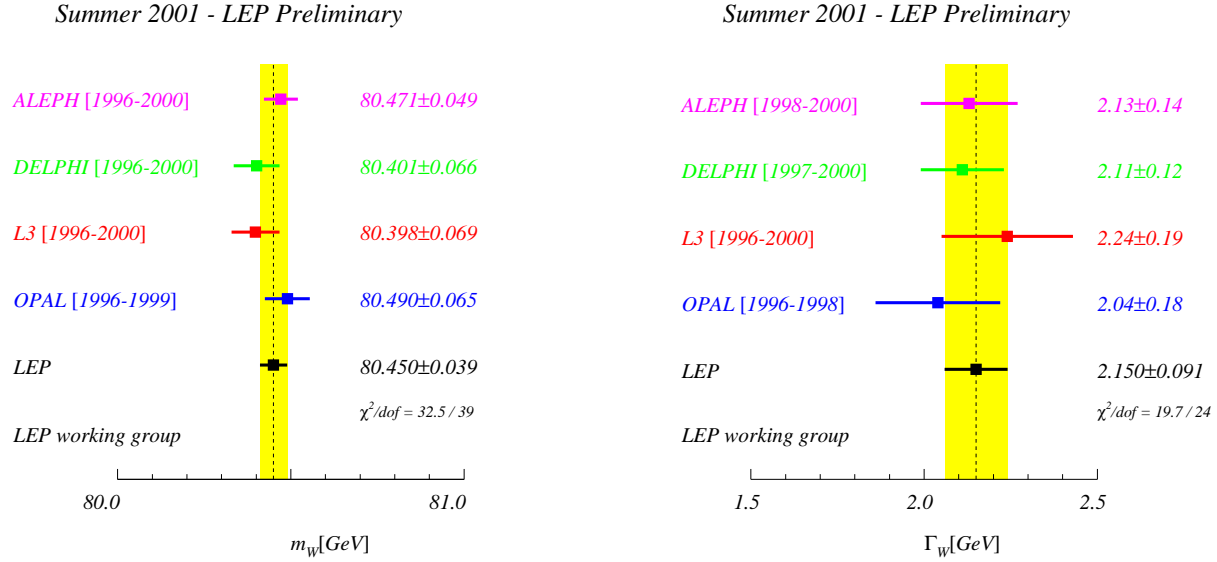 Summer 2001 - LEP Preliminary
ALEPH [1996-2000] 80.471±0.049
DELPHI [1996-2000] 80.401±0.066
L3 [1996-2000] 80.398±0.069
OPAL [1996-1999] 80.490±0.065
LEP 80.450±0.039
χ²/dof = 32.5 / 39
LEP working group
80.0 81.0
m_W[GeV]
Summer 2001 - LEP Preliminary
ALEPH [1998-2000] 2.13±0.14
DELPHI [1997-2000] 2.11±0.12
L3 [1996-2000] 2.24±0.19
OPAL [1996-1998] 2.04±0.18
LEP 2.150±0.091
χ²/dof = 19.7 / 24
LEP working group
1.5 2.0 2.5
Γ_W[GeV]